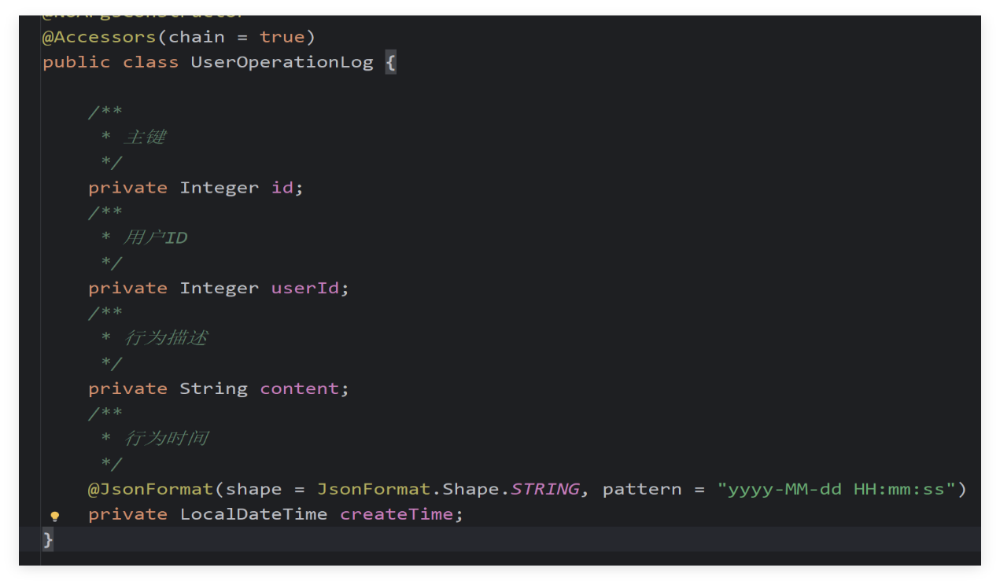 @NoArgsConstructor
@Accessors(chain = true)
public class UserOperationLog {
/**
* 主键
*/
private Integer id;
/**
* 用户ID
*/
private Integer userId;
/**
* 行为描述
*/
private String content;
/**
* 行为时间
*/
@JsonFormat(shape = JsonFormat.Shape.STRING, pattern = "yyyy-MM-dd HH:mm:ss")
private LocalDateTime createTime;
}